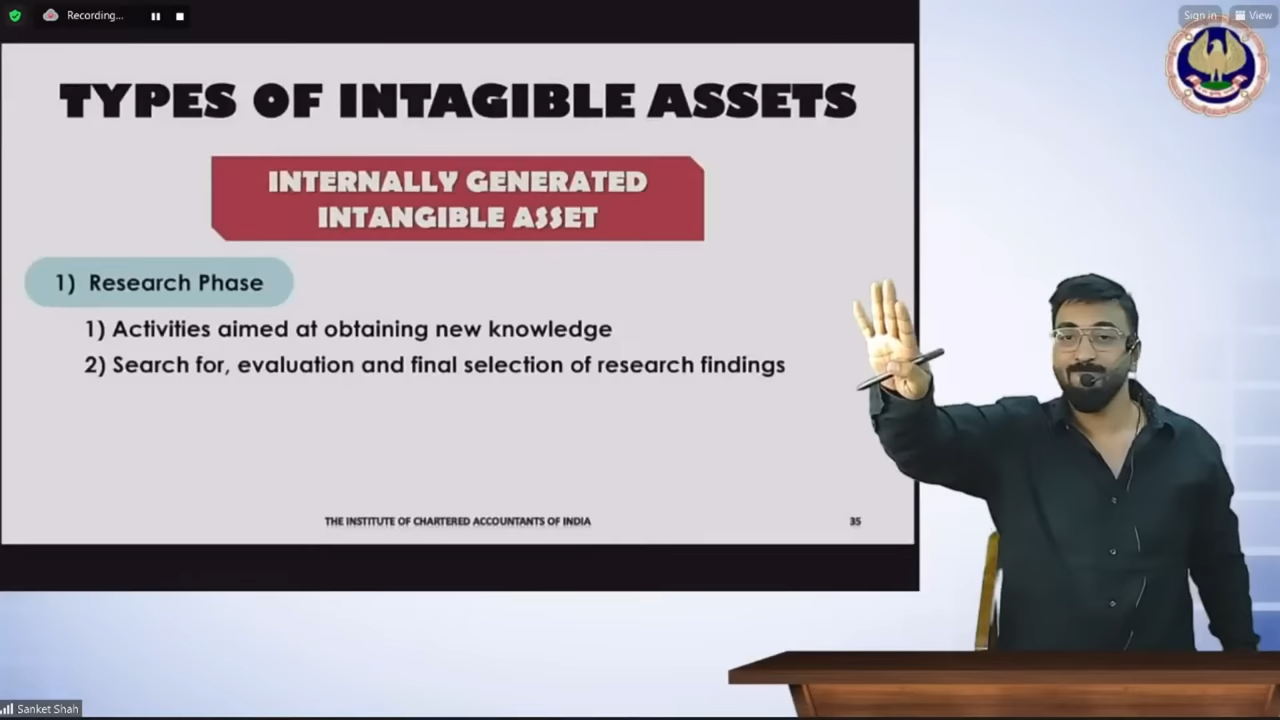 Recording...
Sign in
View
TYPES OF INTAGIBLE ASSETS
INTERNALLY GENERATED
INTANGIBLE ASSET
1) Research Phase
1) Activities aimed at obtaining new knowledge
2) Search for, evaluation and final selection of research findings
THE INSTITUTE OF CHARTERED ACCOUNTANTS OF INDIA
35
Sanket Shah